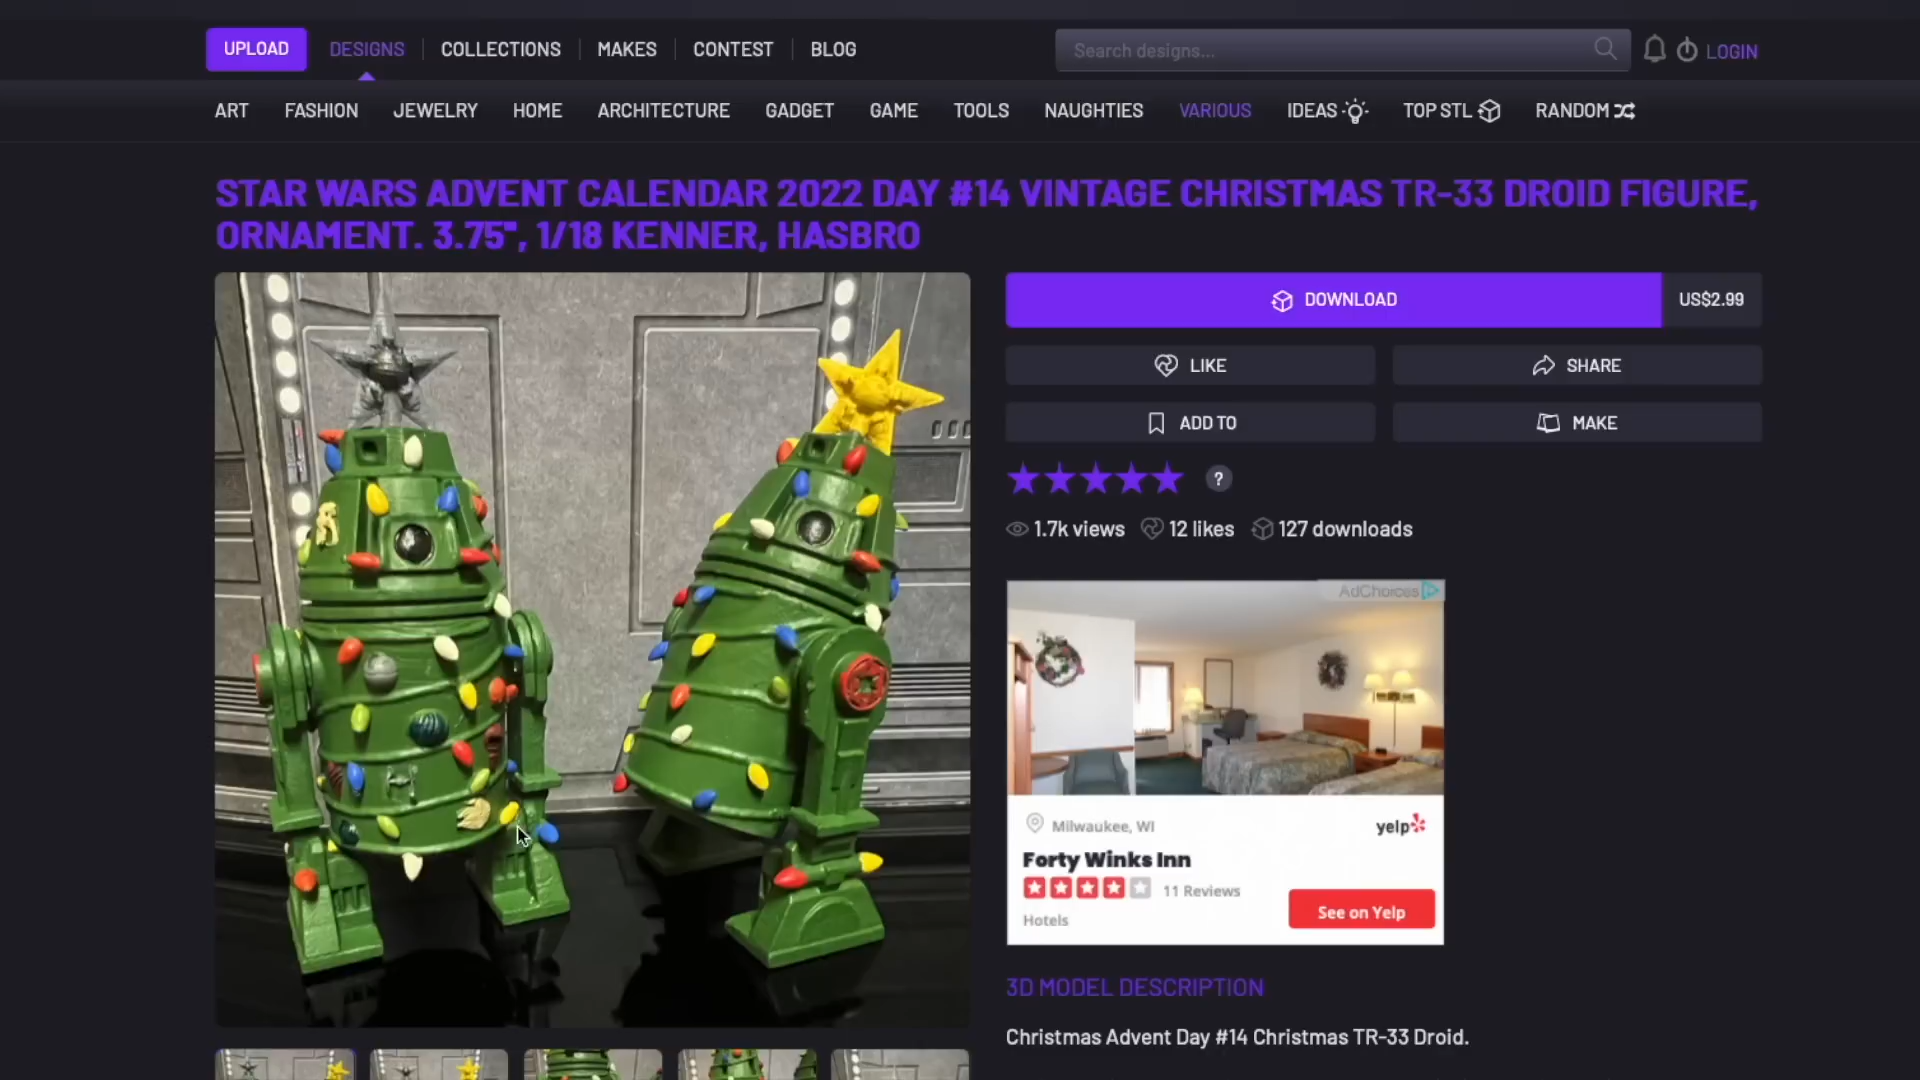 UPLOAD DESIGNS COLLECTIONS MAKES CONTEST BLOG Search designs... LOGIN
ART FASHION JEWELRY HOME ARCHITECTURE GADGET GAME TOOLS NAUGHTIES VARIOUS IDEAS TOP STL RANDOM
STAR WARS ADVENT CALENDAR 2022 DAY #14 VINTAGE CHRISTMAS TR-33 DROID FIGURE,
ORNAMENT. 3.75", 1/18 KENNER, HASBRO
DOWNLOAD US$2.99
LIKE SHARE
ADD TO MAKE
?
1.7k views 12 likes 127 downloads
AdChoices
Milwaukee, WI yelp
Forty Winks Inn
11 Reviews
Hotels See on Yelp
3D MODEL DESCRIPTION
Christmas Advent Day #14 Christmas TR-33 Droid.